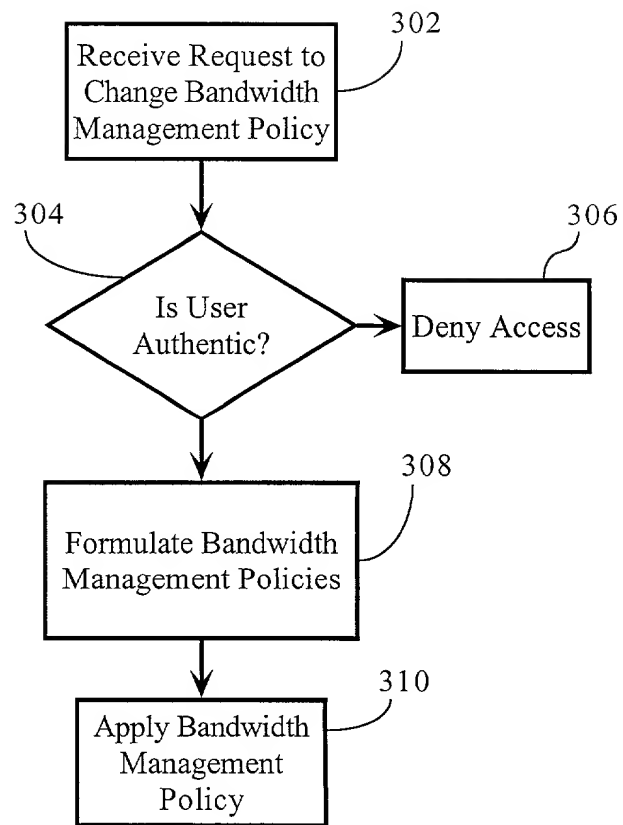 302
Receive Request to
Change Bandwidth
Management Policy
304
306
Is User
Authentic?
Deny Access
308
Formulate Bandwidth
Management Policies
310
Apply Bandwidth
Management
Policy